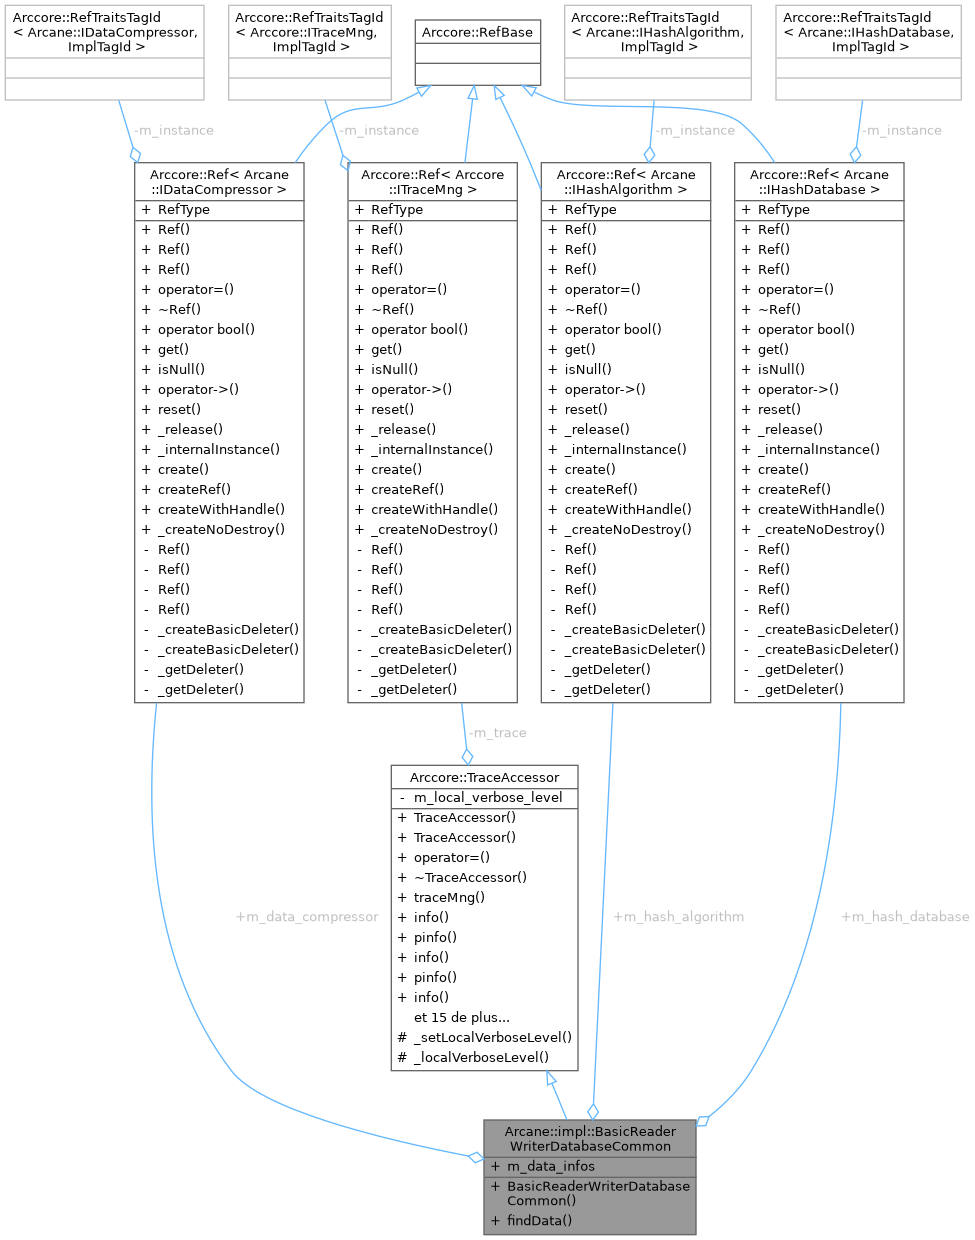 Arccore::RefTraitsTagId
< Arcane::IDataCompressor,
ImplTagId >
Arccore::RefTraitsTagId
< Arccore::ITraceMng,
ImplTagId >
Arccore::RefBase
Arccore::RefTraitsTagId
< Arcane::IHashAlgorithm,
ImplTagId >
Arccore::RefTraitsTagId
< Arcane::IHashDatabase,
ImplTagId >
-m_instance
-m_instance
-m_instance
-m_instance
Arccore::Ref< Arcane
::IDataCompressor >
+ RefType
+ Ref()
+ Ref()
+ Ref()
+ operator=()
+ ~Ref()
+ operator bool()
+ get()
+ isNull()
+ operator->()
+ reset()
+ _release()
+ _internalInstance()
+ create()
+ createRef()
+ createWithHandle()
+ _createNoDestroy()
- Ref()
- Ref()
- Ref()
- Ref()
- _createBasicDeleter()
- _createBasicDeleter()
- _getDeleter()
- _getDeleter()
Arccore::Ref< Arccore
::ITraceMng >
+ RefType
+ Ref()
+ Ref()
+ Ref()
+ operator=()
+ ~Ref()
+ operator bool()
+ get()
+ isNull()
+ operator->()
+ reset()
+ _release()
+ _internalInstance()
+ create()
+ createRef()
+ createWithHandle()
+ _createNoDestroy()
- Ref()
- Ref()
- Ref()
- Ref()
- _createBasicDeleter()
- _createBasicDeleter()
- _getDeleter()
- _getDeleter()
Arccore::Ref< Arcane
::IHashAlgorithm >
+ RefType
+ Ref()
+ Ref()
+ Ref()
+ operator=()
+ ~Ref()
+ operator bool()
+ get()
+ isNull()
+ operator->()
+ reset()
+ _release()
+ _internalInstance()
+ create()
+ createRef()
+ createWithHandle()
+ _createNoDestroy()
- Ref()
- Ref()
- Ref()
- Ref()
- _createBasicDeleter()
- _createBasicDeleter()
- _getDeleter()
- _getDeleter()
Arccore::Ref< Arcane
::IHashDatabase >
+ RefType
+ Ref()
+ Ref()
+ Ref()
+ operator=()
+ ~Ref()
+ operator bool()
+ get()
+ isNull()
+ operator->()
+ reset()
+ _release()
+ _internalInstance()
+ create()
+ createRef()
+ createWithHandle()
+ _createNoDestroy()
- Ref()
- Ref()
- Ref()
- Ref()
- _createBasicDeleter()
- _createBasicDeleter()
- _getDeleter()
- _getDeleter()
-m_trace
Arccore::TraceAccessor
- m_local_verbose_level
+ TraceAccessor()
+ TraceAccessor()
+ operator=()
+ ~TraceAccessor()
+ traceMng()
+ info()
+ pinfo()
+ info()
+ pinfo()
+ info()
et 15 de plus...
# _setLocalVerboseLevel()
# _localVerboseLevel()
+m_data_compressor
+m_hash_algorithm
+m_hash_database
Arcane::impl::BasicReader
WriterDatabaseCommon
+ m_data_infos
+ BasicReaderWriterDatabase
Common()
+ findData()